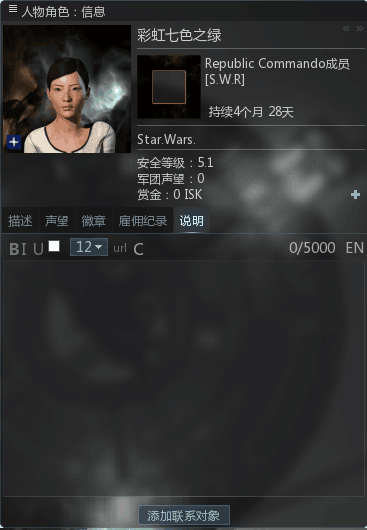 人物角色：信息
彩虹七色之绿
Republic Commando成员
[S.W.R]
持续4个月 28天
Star.Wars.
安全等级：5.1
军团声望：0
赏金：0 ISK
描述 声望 徽章 雇佣纪录 说明
B I U 12 url C 0/5000 EN
添加联系对象